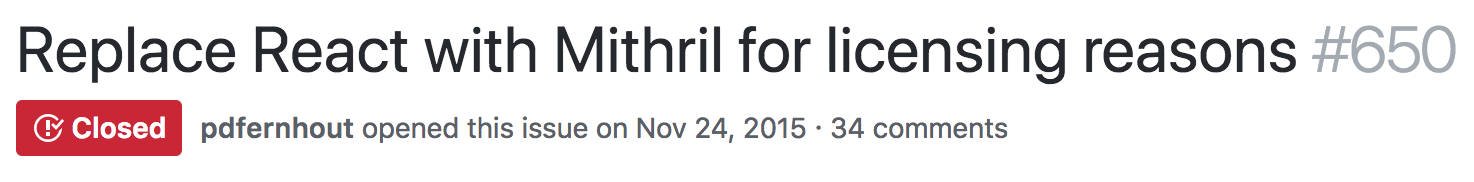 Replace React with Mithril for licensing reasons #650
Closed pdfernhout opened this issue on Nov 24, 2015 · 34 comments